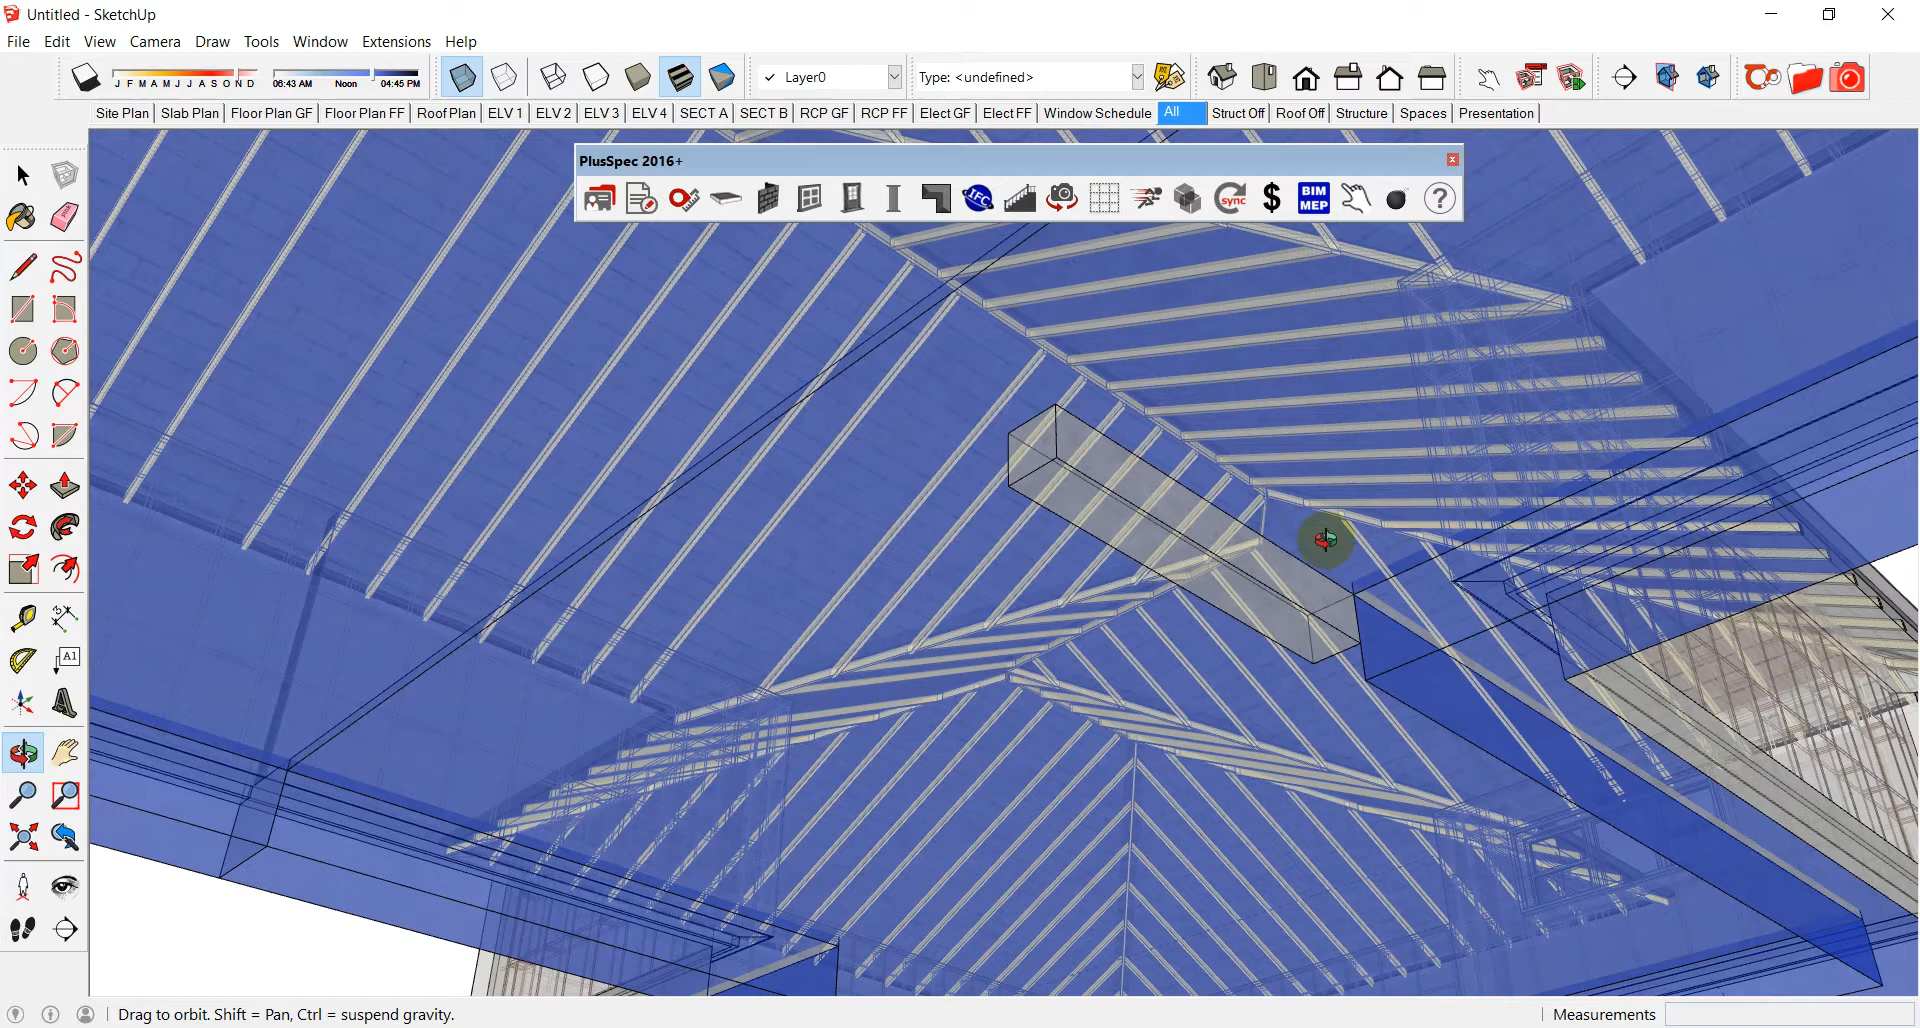 Untitled - SketchUp
File Edit View Camera Draw Tools Window Extensions Help
J F M A M J J A S O N D 06:43 AM Noon 04:45 PM Layer0 Type: <undefined>
Site Plan Slab Plan Floor Plan GF Floor Plan FF Roof Plan ELV 1 ELV 2 ELV 3 ELV 4 SECT A SECT B RCP GF RCP FF Elect GF Elect FF Window Schedule All Struct Off Roof Off Structure Spaces Presentation
PlusSpec 2016+
IFC sync $ BIM MEP ?
A1
Drag to orbit. Shift = Pan, Ctrl = suspend gravity. Measurements